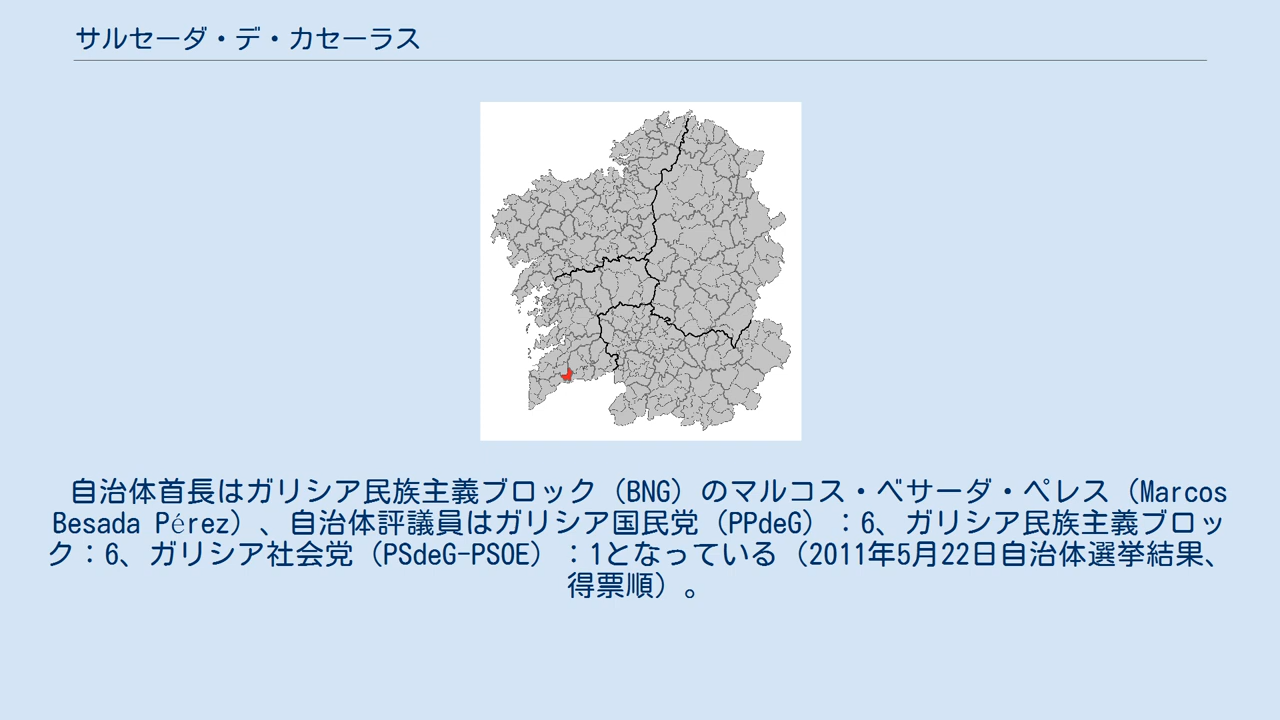 サルセーダ・デ・カセーラス
自治体首長はガリシア民族主義ブロック（BNG）のマルコス・ベサーダ・ペレス（Marcos
Besada Pérez）、自治体評議員はガリシア国民党（PPdeG）：6、ガリシア民族主義ブロッ
ク：6、ガリシア社会党（PSdeG-PSOE）：1となっている（2011年5月22日自治体選挙結果、
得票順）。